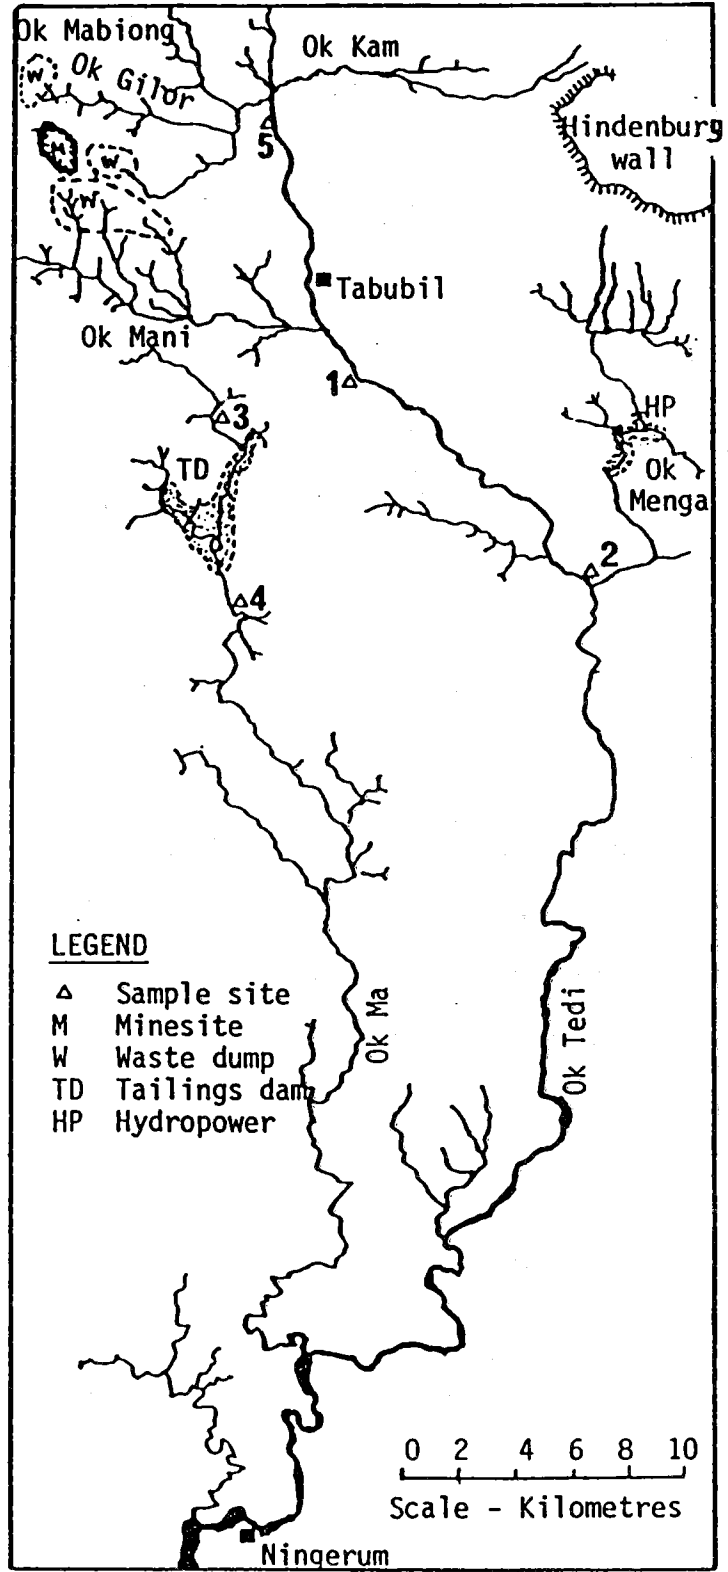 Ok Mabiong
Ok Kam
W
Ok Gilor
5
Hindenburg
wall
M
W
W
Tabubil
Ok Mani
1
3
HP
TD
Ok
Menga
2
4
LEGEND
△ Sample site
M Minesite
W Waste dump
TD Tailings dam
HP Hydropower
Ok Ma
Ok Tedi
0 2 4 6 8 10
Scale - Kilometres
Ningerum